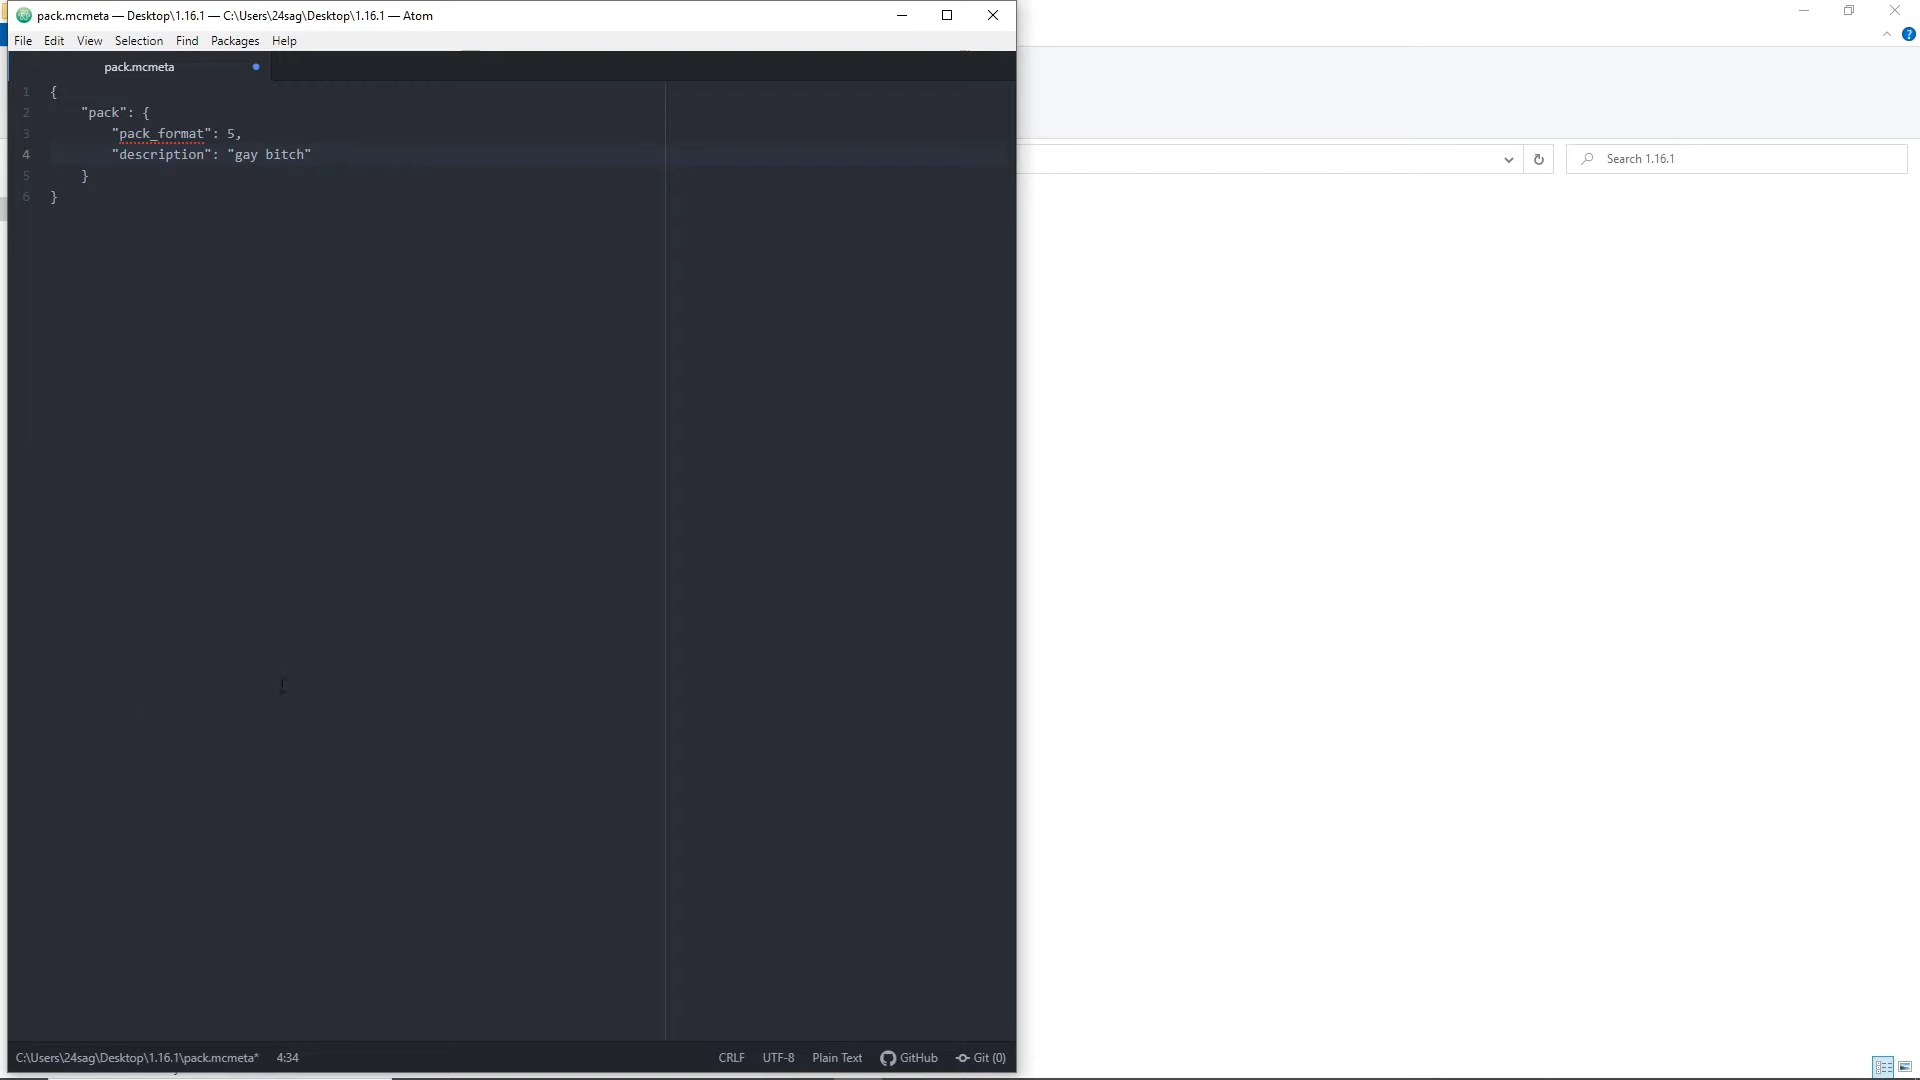 pack.mcmeta — Desktop\1.16.1 — C:\Users\24sag\Desktop\1.16.1 — Atom
File Edit View Selection Find Packages Help
pack.mcmeta
1 {
2 "pack": {
3 "pack_format": 5,
4 "description": "gay bitch"
5 }
6 }
Search 1.16.1
?
C:\Users\24sag\Desktop\1.16.1\pack.mcmeta* 4:34 CRLF UTF-8 Plain Text GitHub Git (0)